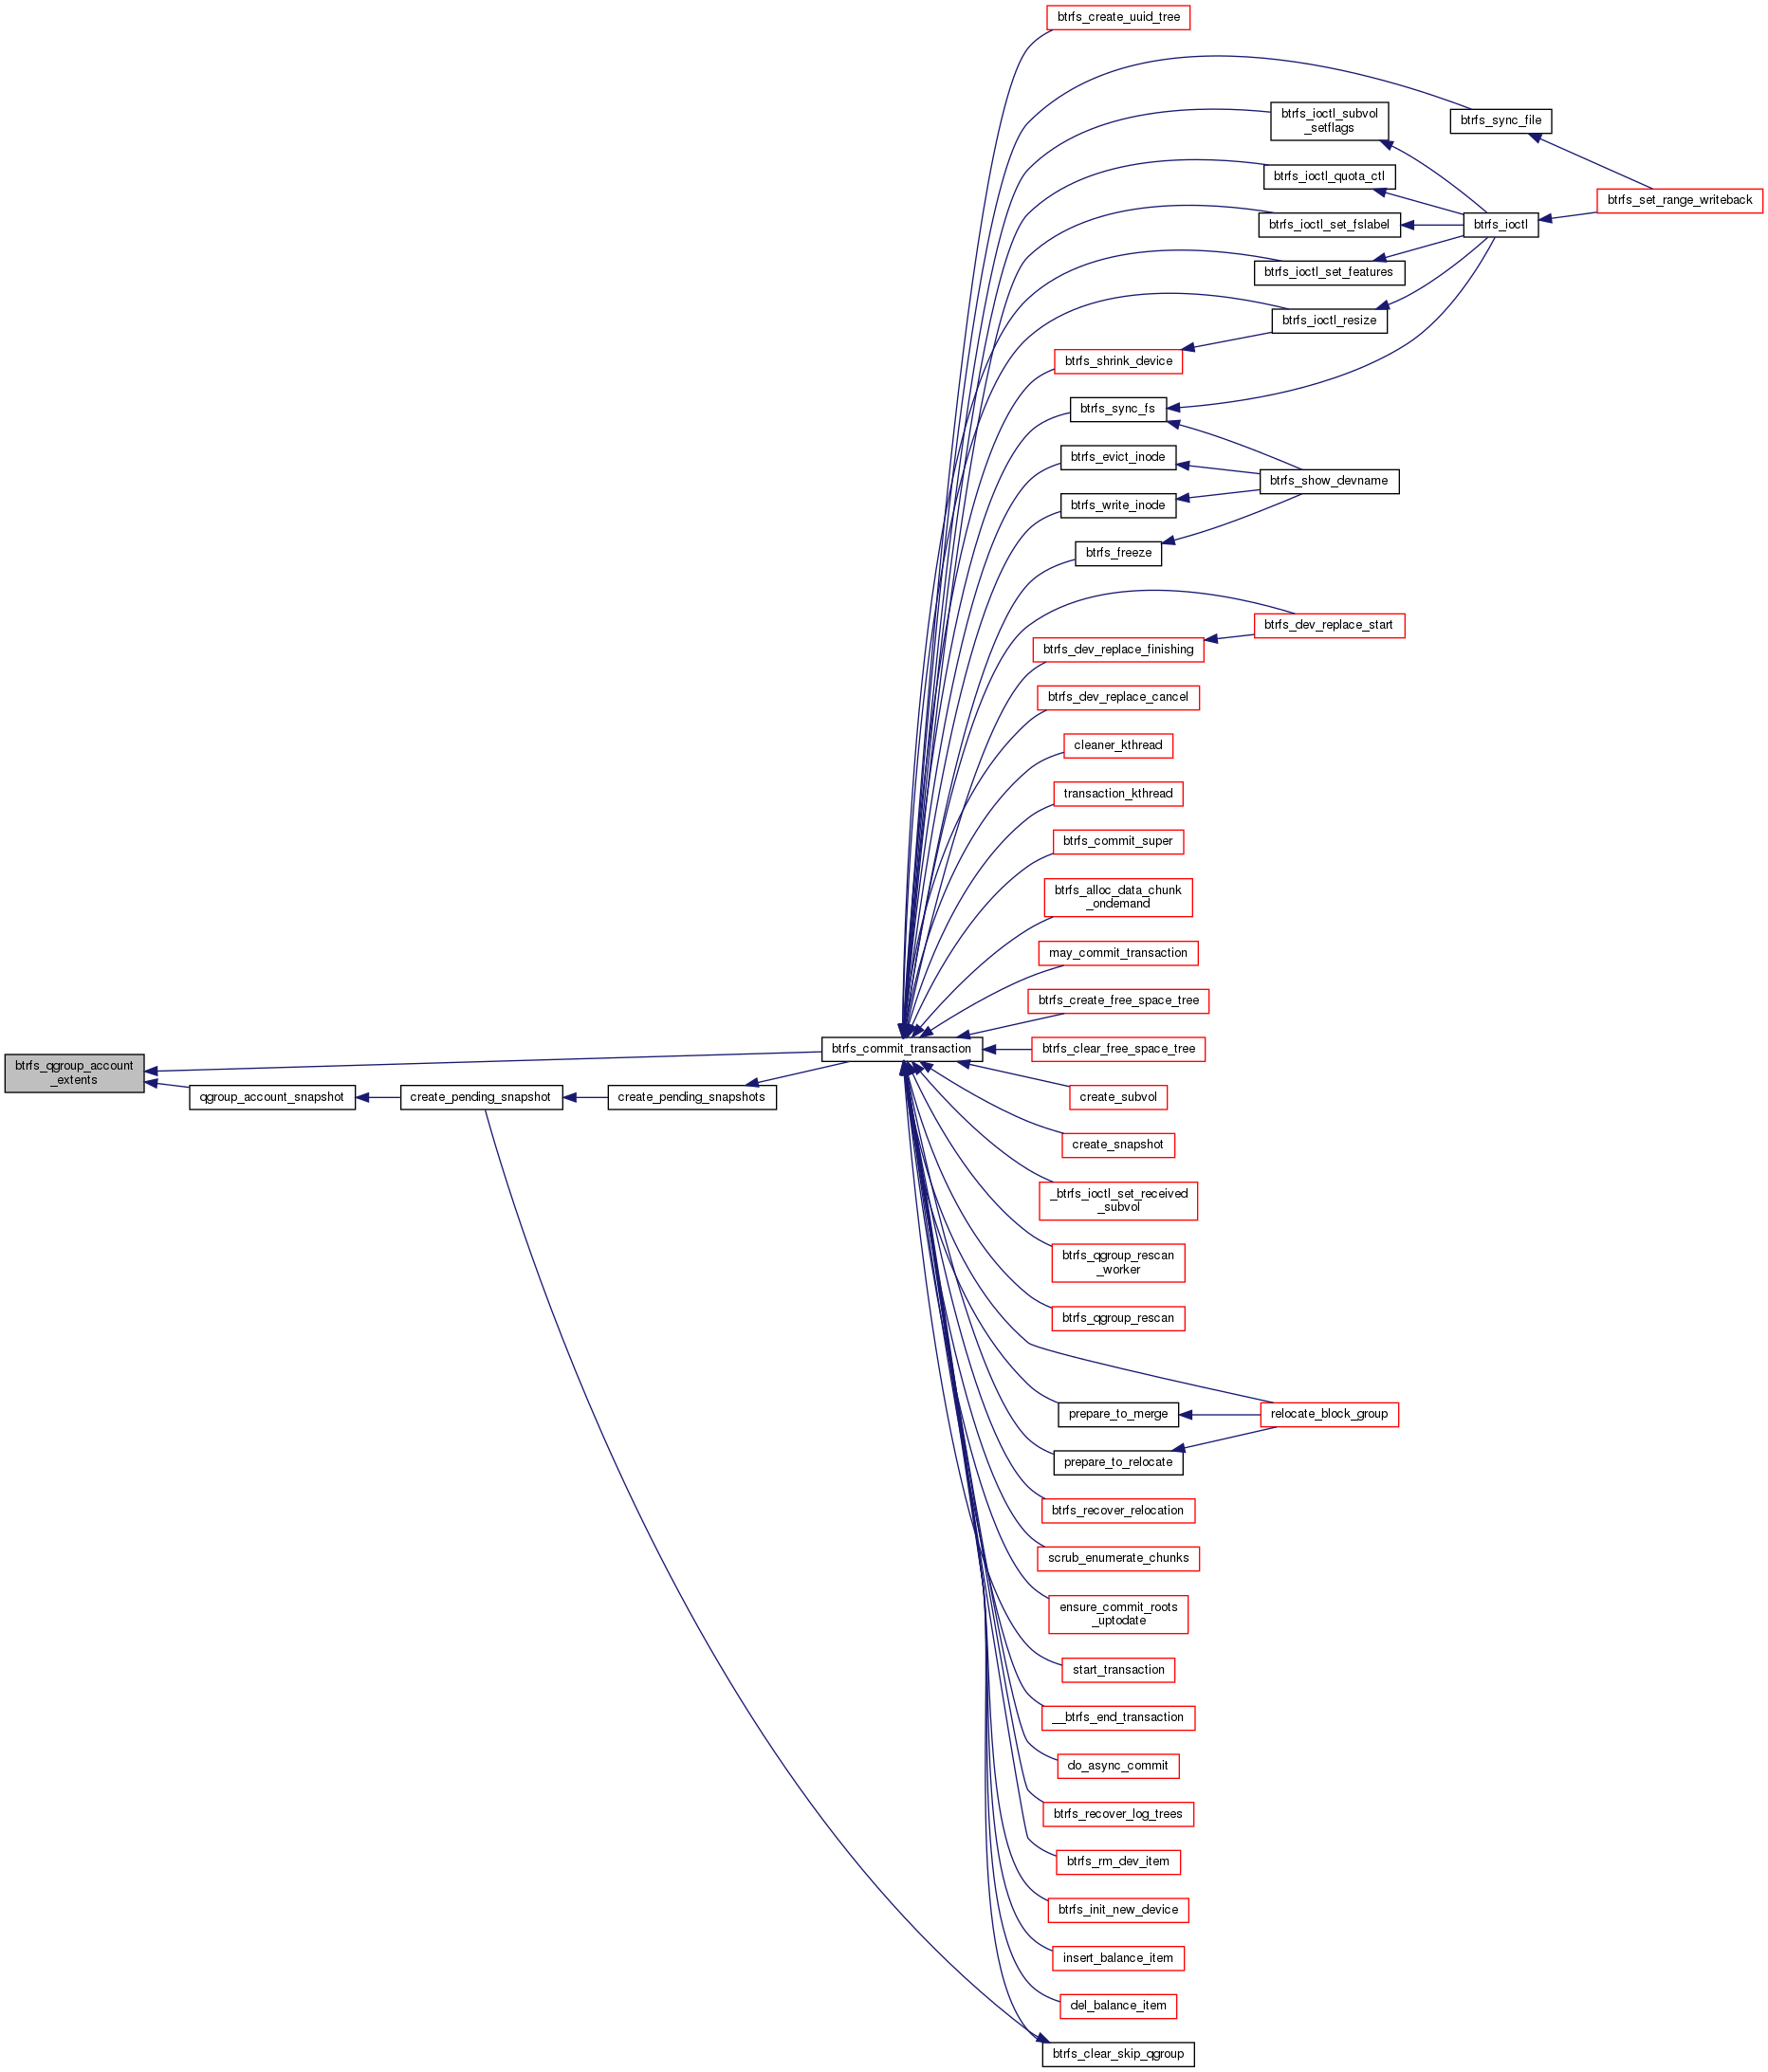 btrfs_create_uuid_tree
btrfs_sync_file
btrfs_ioctl_subvol
_setflags
btrfs_ioctl_quota_ctl
btrfs_set_range_writeback
btrfs_ioctl_set_fslabel
btrfs_ioctl
btrfs_ioctl_set_features
btrfs_ioctl_resize
btrfs_shrink_device
btrfs_sync_fs
btrfs_evict_inode
btrfs_show_devname
btrfs_write_inode
btrfs_freeze
btrfs_dev_replace_start
btrfs_dev_replace_finishing
btrfs_dev_replace_cancel
cleaner_kthread
transaction_kthread
btrfs_commit_super
btrfs_alloc_data_chunk
_ondemand
may_commit_transaction
btrfs_create_free_space_tree
btrfs_commit_transaction
btrfs_clear_free_space_tree
btrfs_qgroup_account
_extents
qgroup_account_snapshot
create_pending_snapshot
create_pending_snapshots
create_subvol
create_snapshot
_btrfs_ioctl_set_received
_subvol
btrfs_qgroup_rescan
_worker
btrfs_qgroup_rescan
prepare_to_merge
relocate_block_group
prepare_to_relocate
btrfs_recover_relocation
scrub_enumerate_chunks
ensure_commit_roots
_uptodate
start_transaction
__btrfs_end_transaction
do_async_commit
btrfs_recover_log_trees
btrfs_rm_dev_item
btrfs_init_new_device
insert_balance_item
del_balance_item
btrfs_clear_skip_qgroup